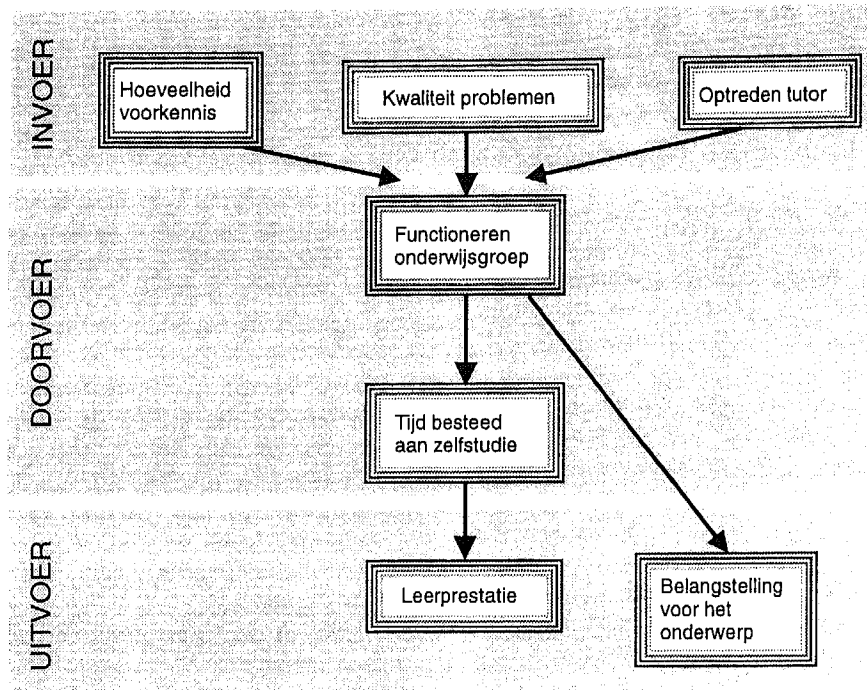 INVOER
Hoeveelheid
voorkennis
Kwaliteit problemen
Optreden tutor
DOORVOER
Functioneren
onderwijsgroep
Tijd besteed
aan zelfstudie
UITVOER
Leerprestatie
Belangstelling
voor het
onderwerp